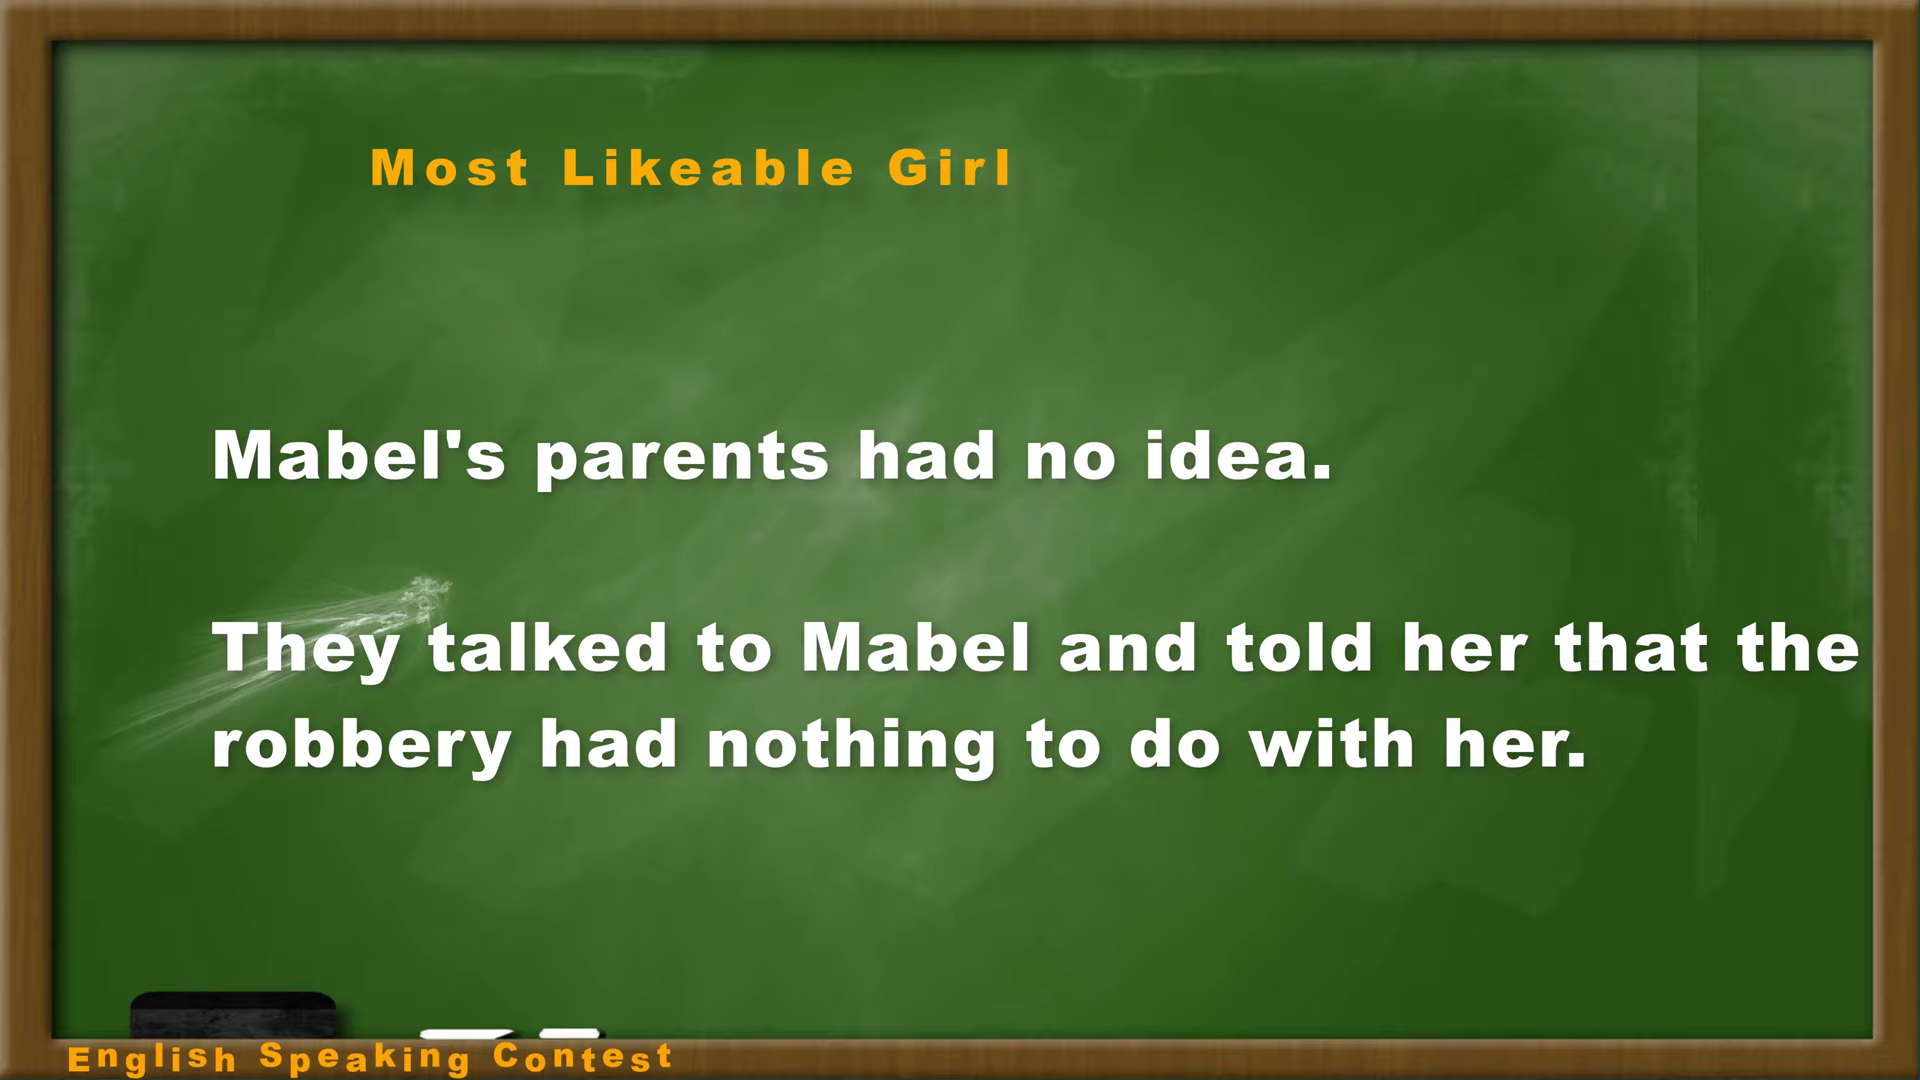 Most Likeable Girl
Mabel's parents had no idea.
They talked to Mabel and told her that the
robbery had nothing to do with her.
English Speaking Contest